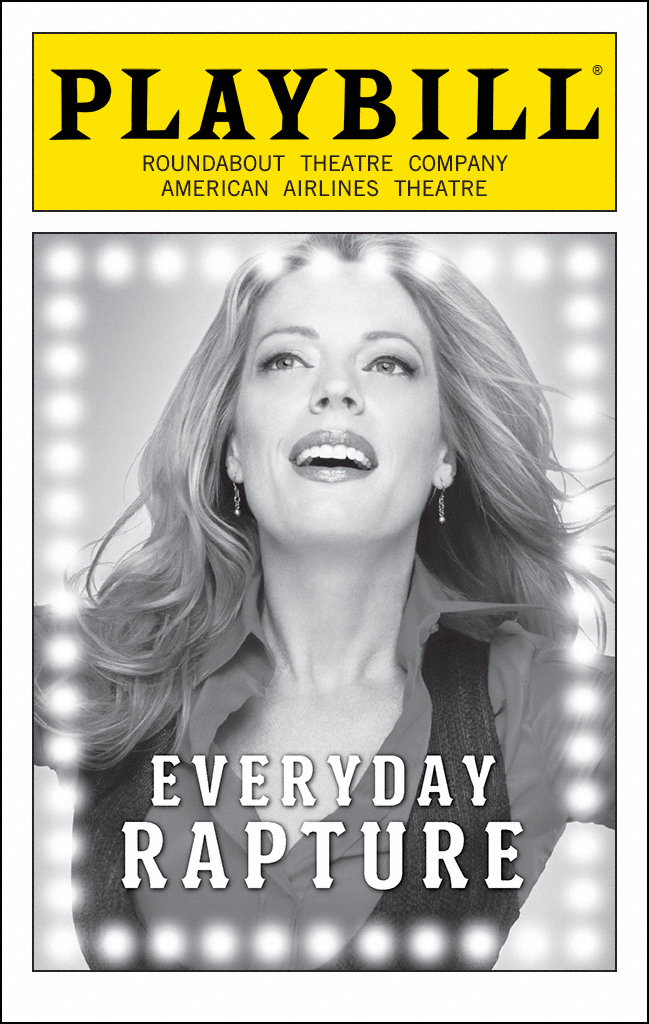 PLAYBILL®
ROUNDABOUT THEATRE COMPANY
AMERICAN AIRLINES THEATRE
EVERYDAY
RAPTURE